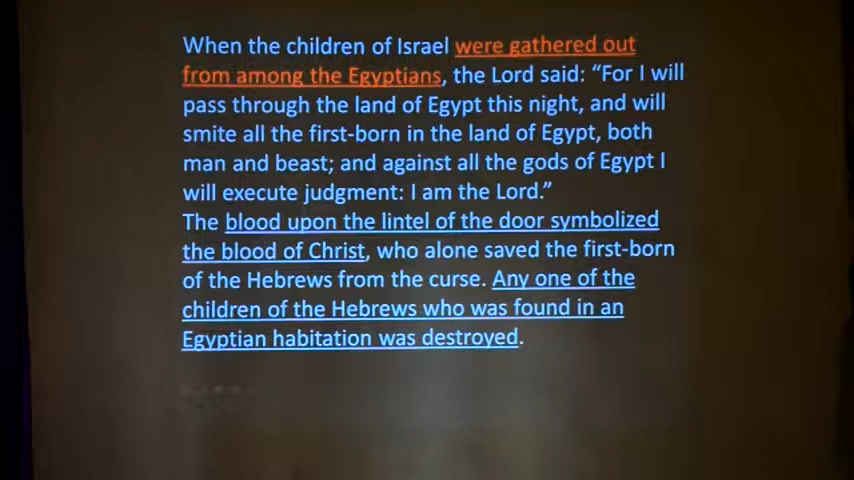 When the children of Israel were gathered out
from among the Egyptians, the Lord said: “For I will
pass through the land of Egypt this night, and will
smite all the first-born in the land of Egypt, both
man and beast; and against all the gods of Egypt I
will execute judgment: I am the Lord.”
The blood upon the lintel of the door symbolized
the blood of Christ, who alone saved the first-born
of the Hebrews from the curse. Any one of the
children of the Hebrews who was found in an
Egyptian habitation was destroyed.